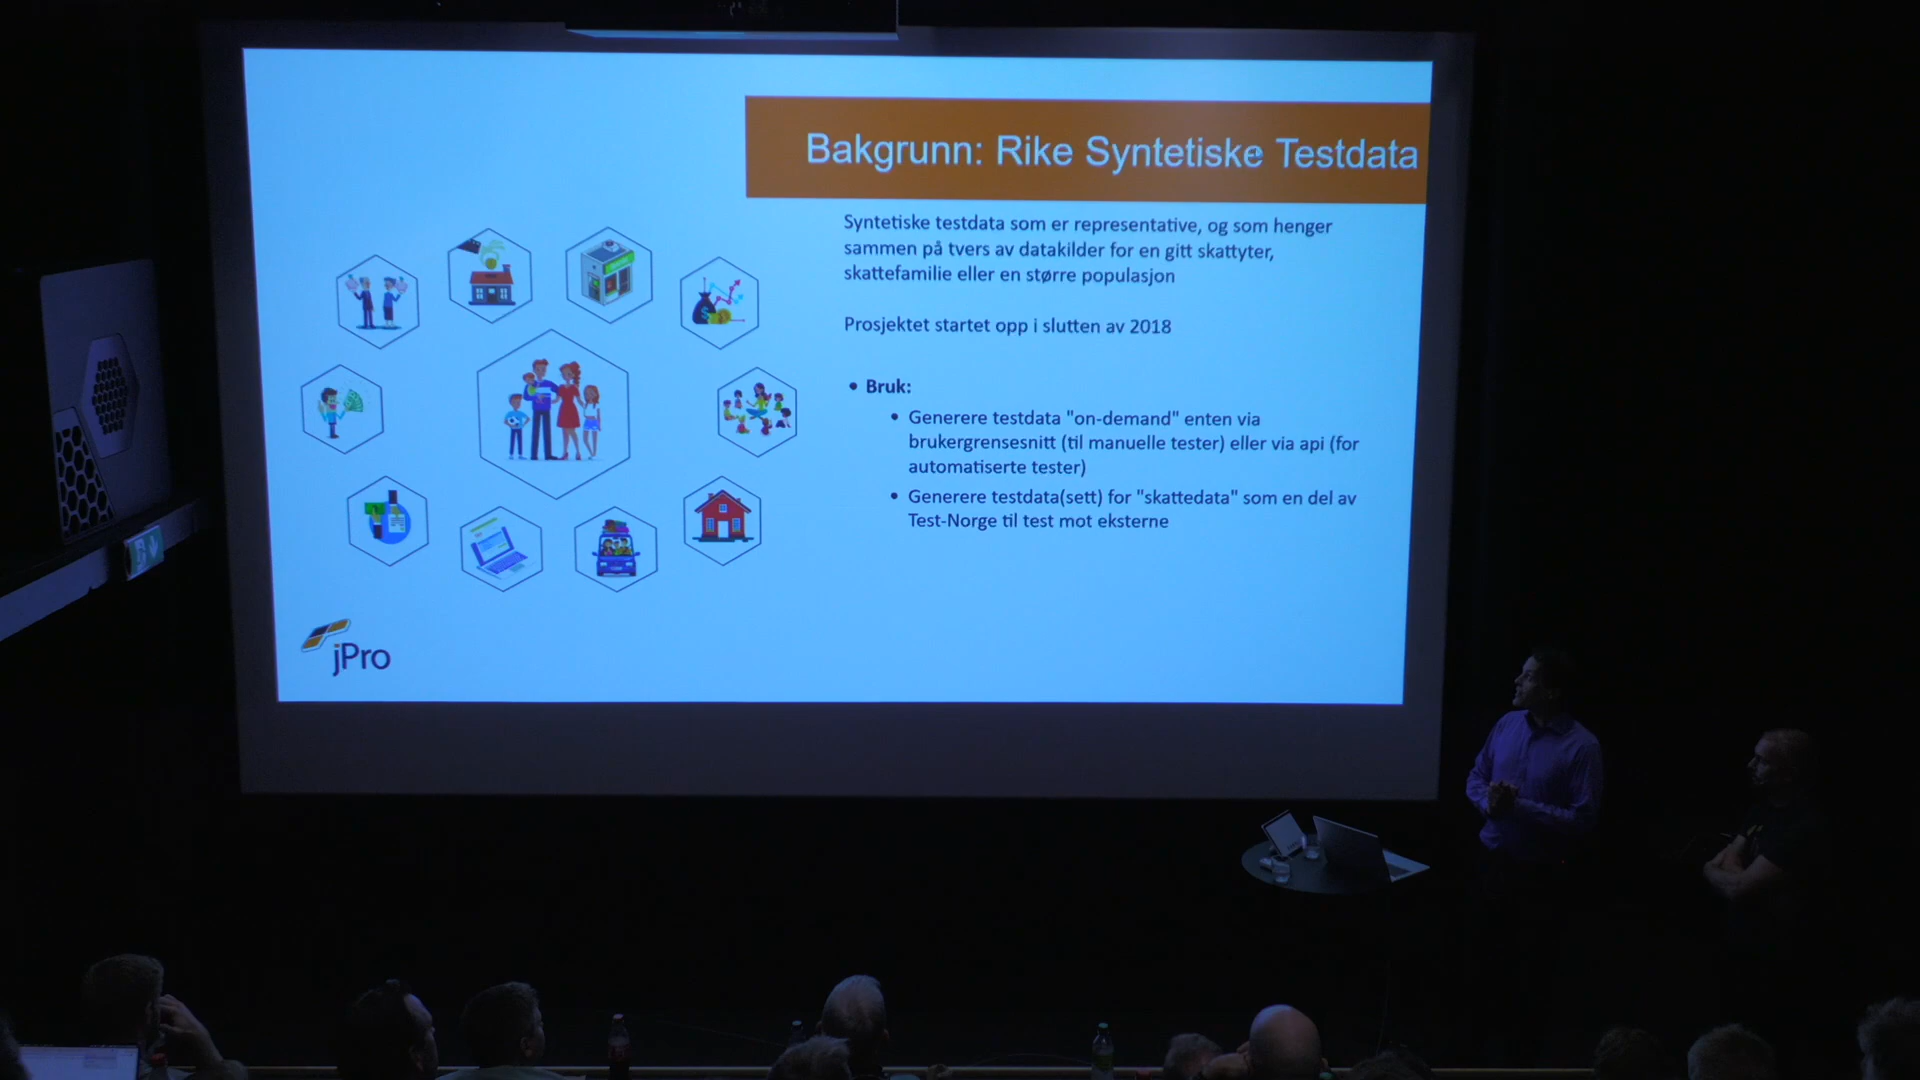 Bakgrunn: Rike Syntetiske Testdata
Syntetiske testdata som er representative, og som henger
sammen på tvers av datakilder for en gitt skattyter,
skattefamilie eller en større populasjon
Prosjektet startet opp i slutten av 2018
• Bruk:
• Generere testdata "on-demand" enten via
brukergrensesnitt (til manuelle tester) eller via api (for
automatiserte tester)
• Generere testdata(sett) for "skattedata" som en del av
Test-Norge til test mot eksterne
jPro